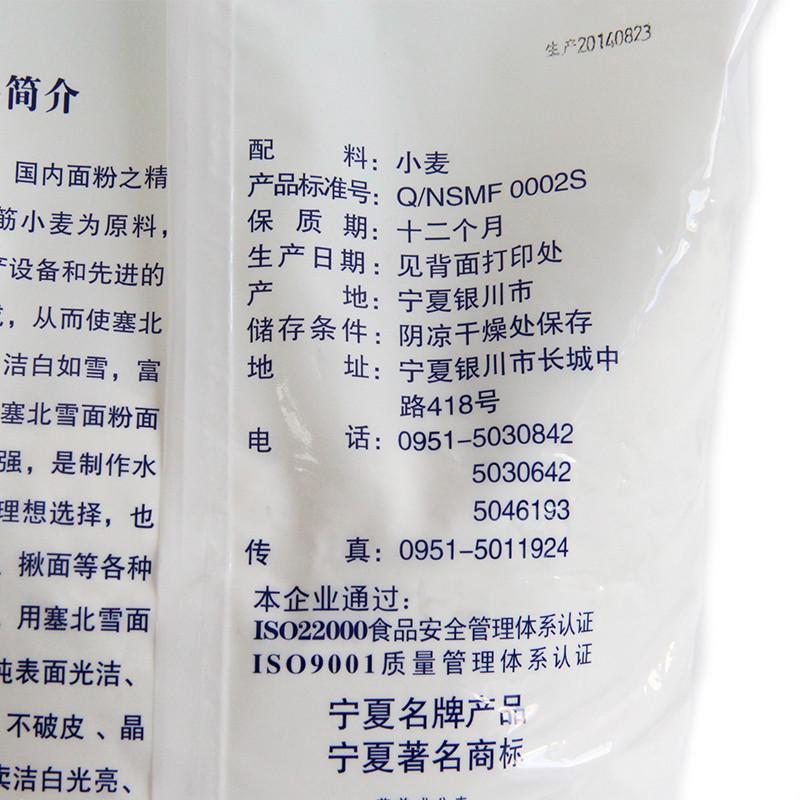 生产20140823
简介
国内面粉之精
筋小麦为原料，
设备和先进的
，从而使塞北
洁白如雪，富
塞北雪面粉面
强，是制作水
理想选择，也
揪面等各种
用塞北雪面
表面光洁、
不破皮、晶
洁白光亮、
配料：小麦
产品标准号：Q/NSMF 0002S
保质期：十二个月
生产日期：见背面打印处
产地：宁夏银川市
储存条件：阴凉干燥处保存
地址：宁夏银川市长城中
路418号
电话：0951-5030842
5030642
5046193
传真：0951-5011924
本企业通过：
ISO22000食品安全管理体系认证
ISO9001质量管理体系认证
宁夏名牌产品
宁夏著名商标